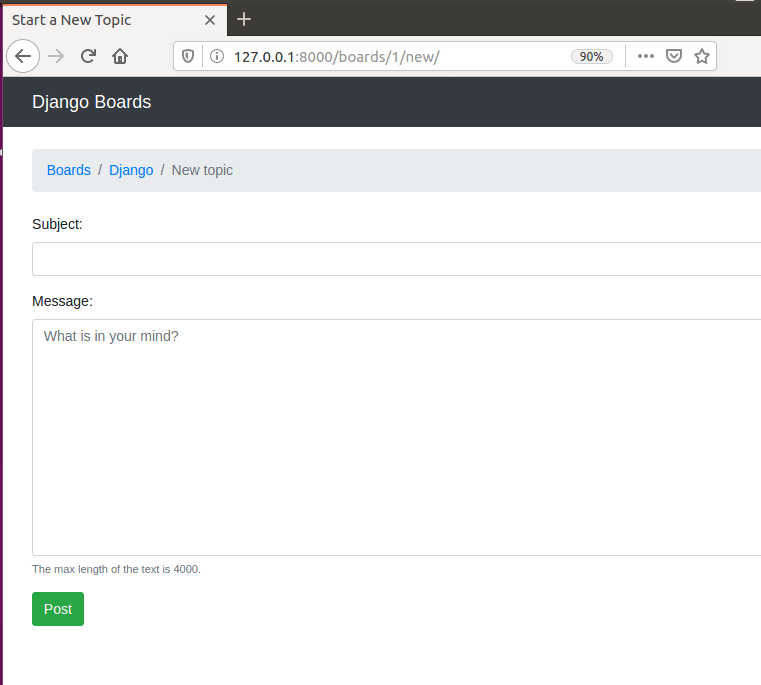 Start a New Topic
127.0.0.1:8000/boards/1/new/ 90%
Django Boards
Boards / Django / New topic
Subject:
Message:
What is in your mind?
The max length of the text is 4000.
Post